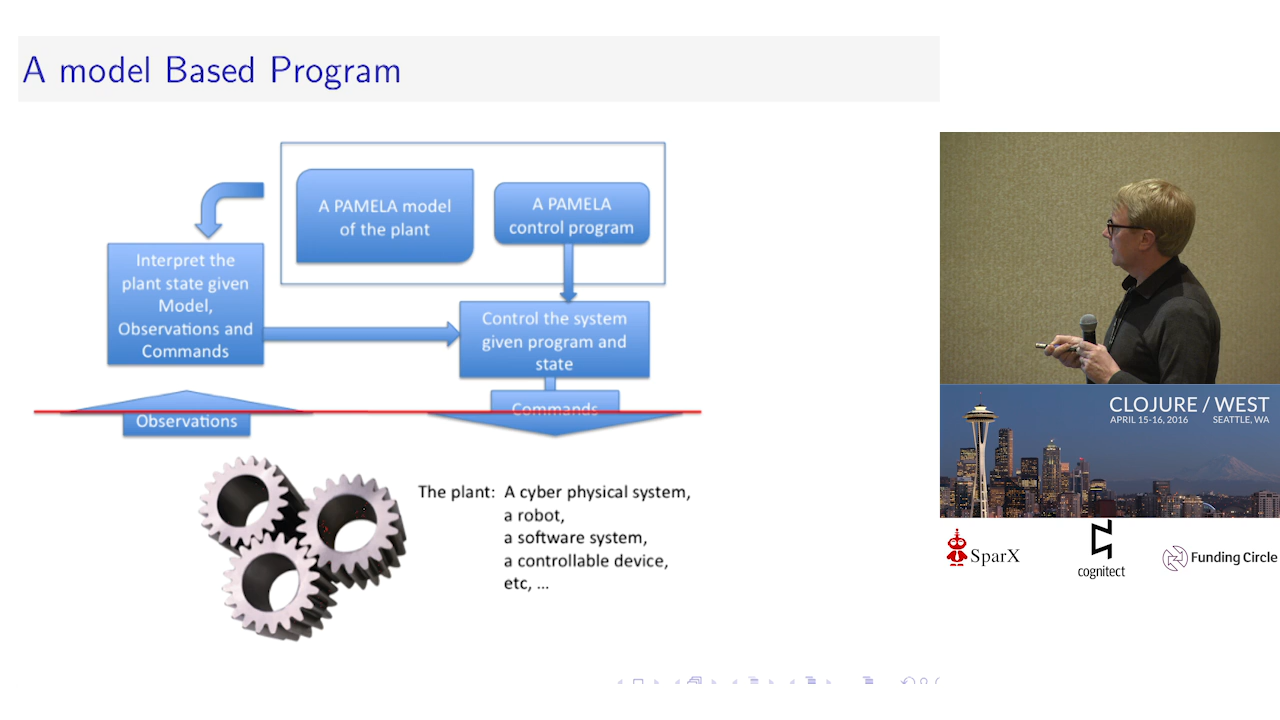 A model Based Program
A PAMELA model
of the plant
A PAMELA
control program
Interpret the
plant state given
Model,
Observations and
Commands
Control the system
given program and
state
Observations
Commands
The plant: A cyber physical system,
a robot,
a software system,
a controllable device,
etc, ...
CLOJURE / WEST
APRIL 15-16, 2016 SEATTLE, WA
SparX
cognitect
Funding Circle